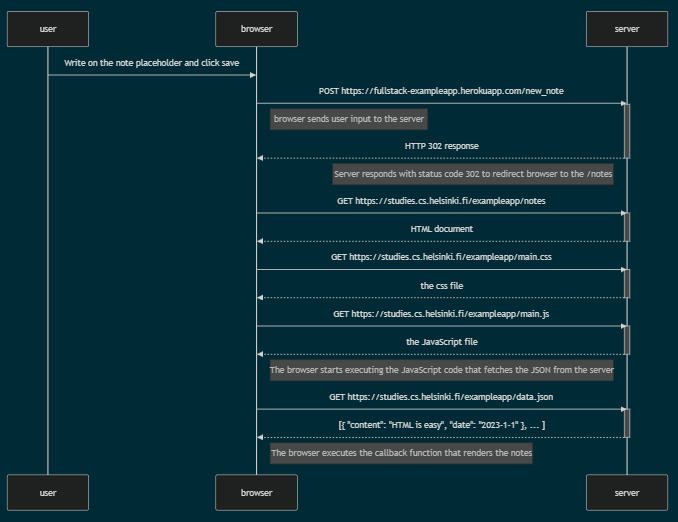 user
browser
server
Write on the note placeholder and click save
POST https://fullstack-exampleapp.herokuapp.com/new_note
browser sends user input to the server
HTTP 302 response
Server responds with status code 302 to redirect browser to the /notes
GET https://studies.cs.helsinki.fi/exampleapp/notes
HTML document
GET https://studies.cs.helsinki.fi/exampleapp/main.css
the css file
GET https://studies.cs.helsinki.fi/exampleapp/main.js
the JavaScript file
The browser starts executing the JavaScript code that fetches the JSON from the server
GET https://studies.cs.helsinki.fi/exampleapp/data.json
[{ "content": "HTML is easy", "date": "2023-1-1" }, ... ]
The browser executes the callback function that renders the notes
user
browser
server